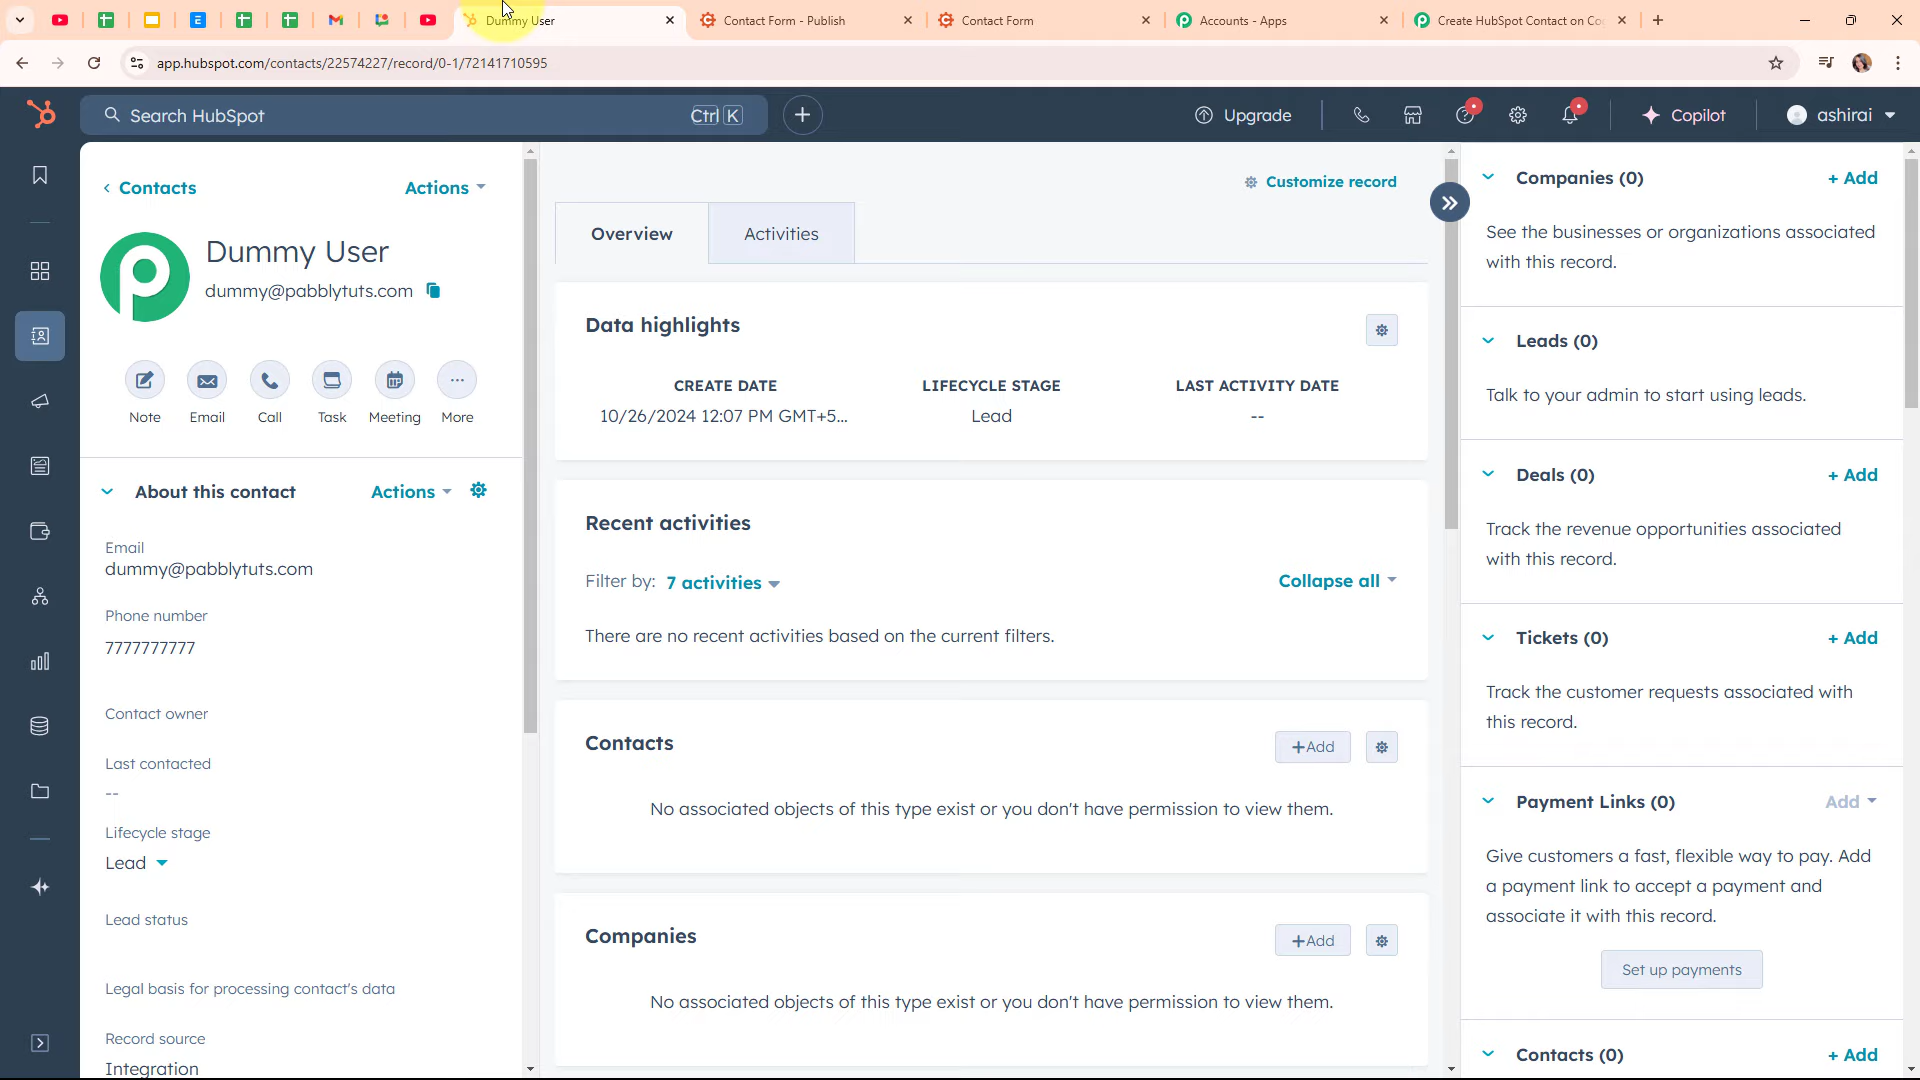 Dummy User
Contact Form - Publish
Contact Form
Accounts - Apps
Create HubSpot Contact on Co
app.hubspot.com/contacts/22574227/record/0-1/72141710595
Search HubSpot
Ctrl K
Upgrade
Copilot
ashirai
Contacts
Actions
Dummy User
dummy@pabblytuts.com
Note
Email
Call
Task
Meeting
More
About this contact
Actions
Email
dummy@pabblytuts.com
Phone number
7777777777
Contact owner
Last contacted
--
Lifecycle stage
Lead
Lead status
Legal basis for processing contact's data
Record source
Integration
Customize record
Overview
Activities
Data highlights
CREATE DATE
10/26/2024 12:07 PM GMT+5...
LIFECYCLE STAGE
Lead
LAST ACTIVITY DATE
--
Recent activities
Filter by: 7 activities
Collapse all
There are no recent activities based on the current filters.
Contacts
+Add
No associated objects of this type exist or you don't have permission to view them.
Companies
+Add
No associated objects of this type exist or you don't have permission to view them.
Companies (0)
+ Add
See the businesses or organizations associated
with this record.
Leads (0)
Talk to your admin to start using leads.
Deals (0)
+ Add
Track the revenue opportunities associated
with this record.
Tickets (0)
+ Add
Track the customer requests associated with
this record.
Payment Links (0)
Add
Give customers a fast, flexible way to pay. Add
a payment link to accept a payment and
associate it with this record.
Set up payments
Contacts (0)
+ Add